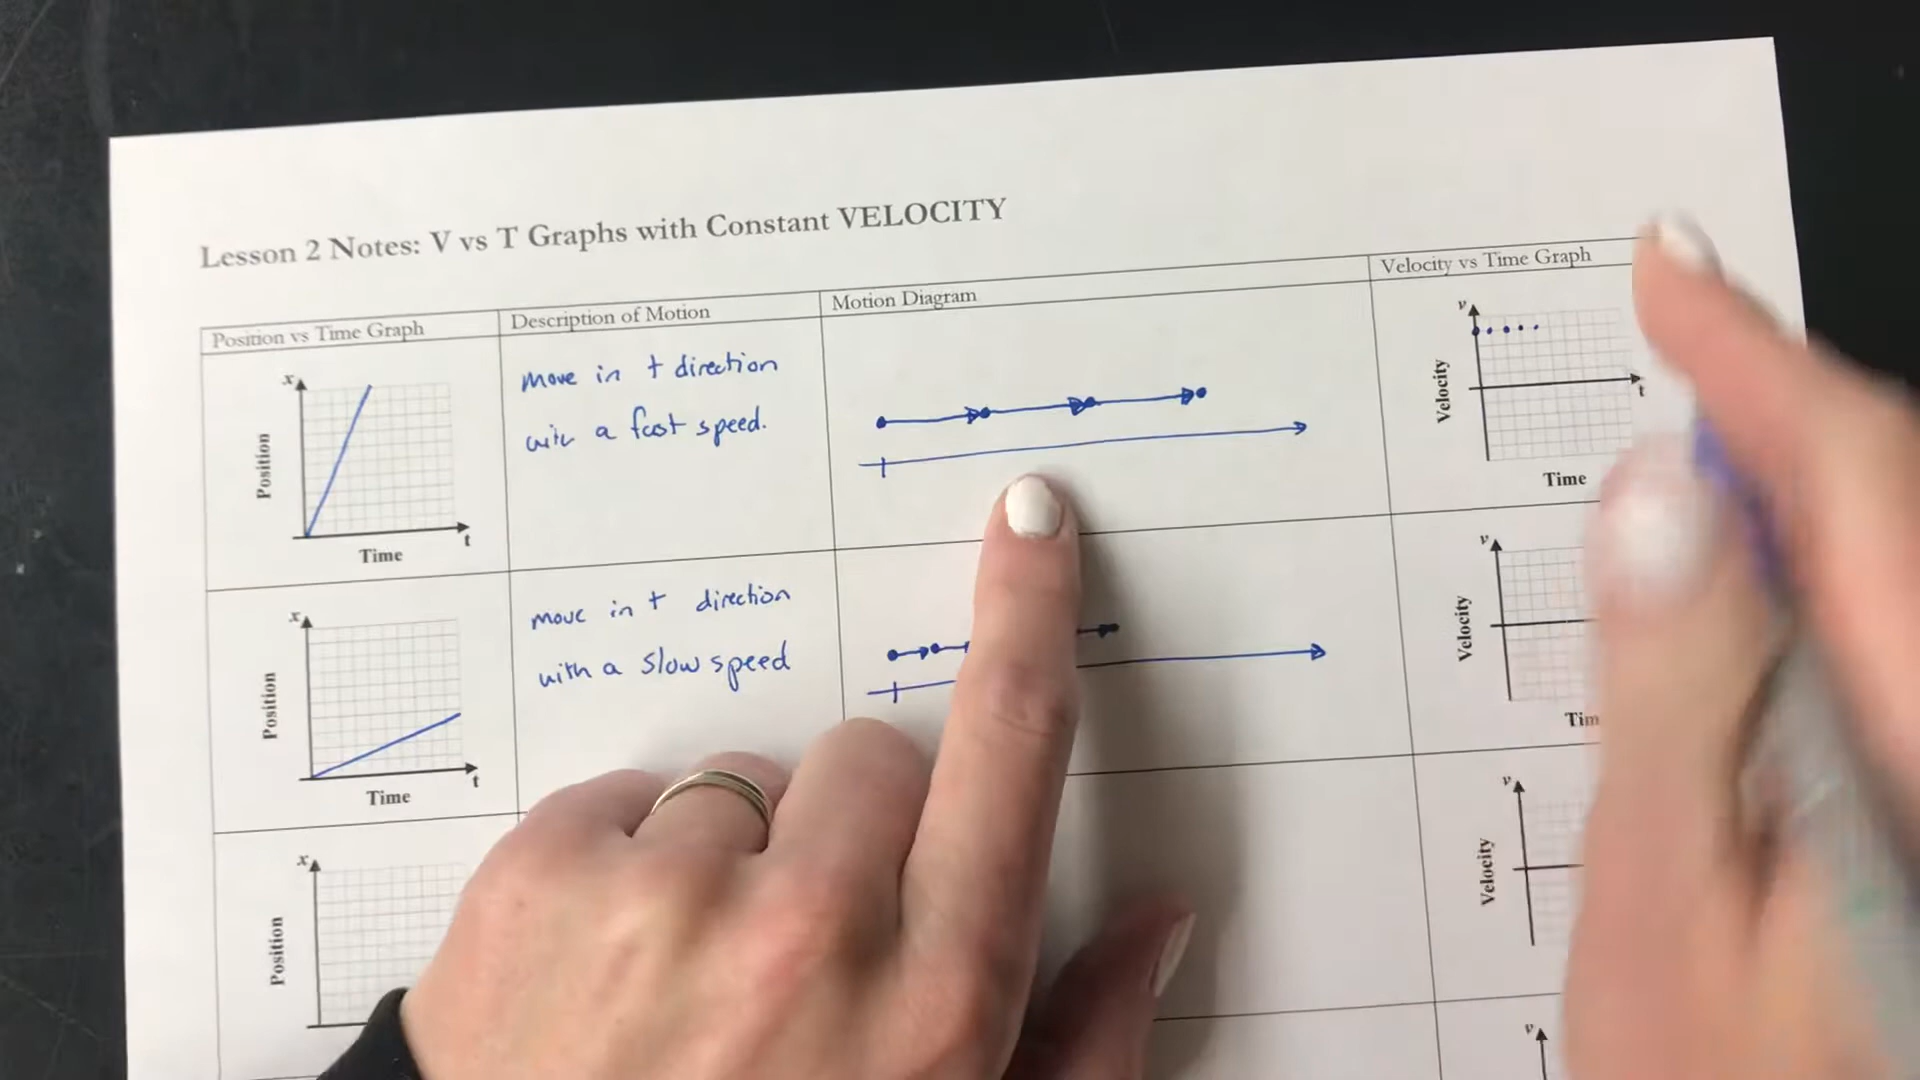 Lesson 2 Notes: V vs T Graphs with Constant VELOCITY
Position vs Time Graph
Description of Motion
Motion Diagram
Velocity vs Time Graph
x
Position
t
Time
move in + direction
with a fast speed.
v
Velocity
t
Time
x
Position
t
Time
move in + direction
with a slow speed
v
Velocity
x
Position
v
Velocity
v